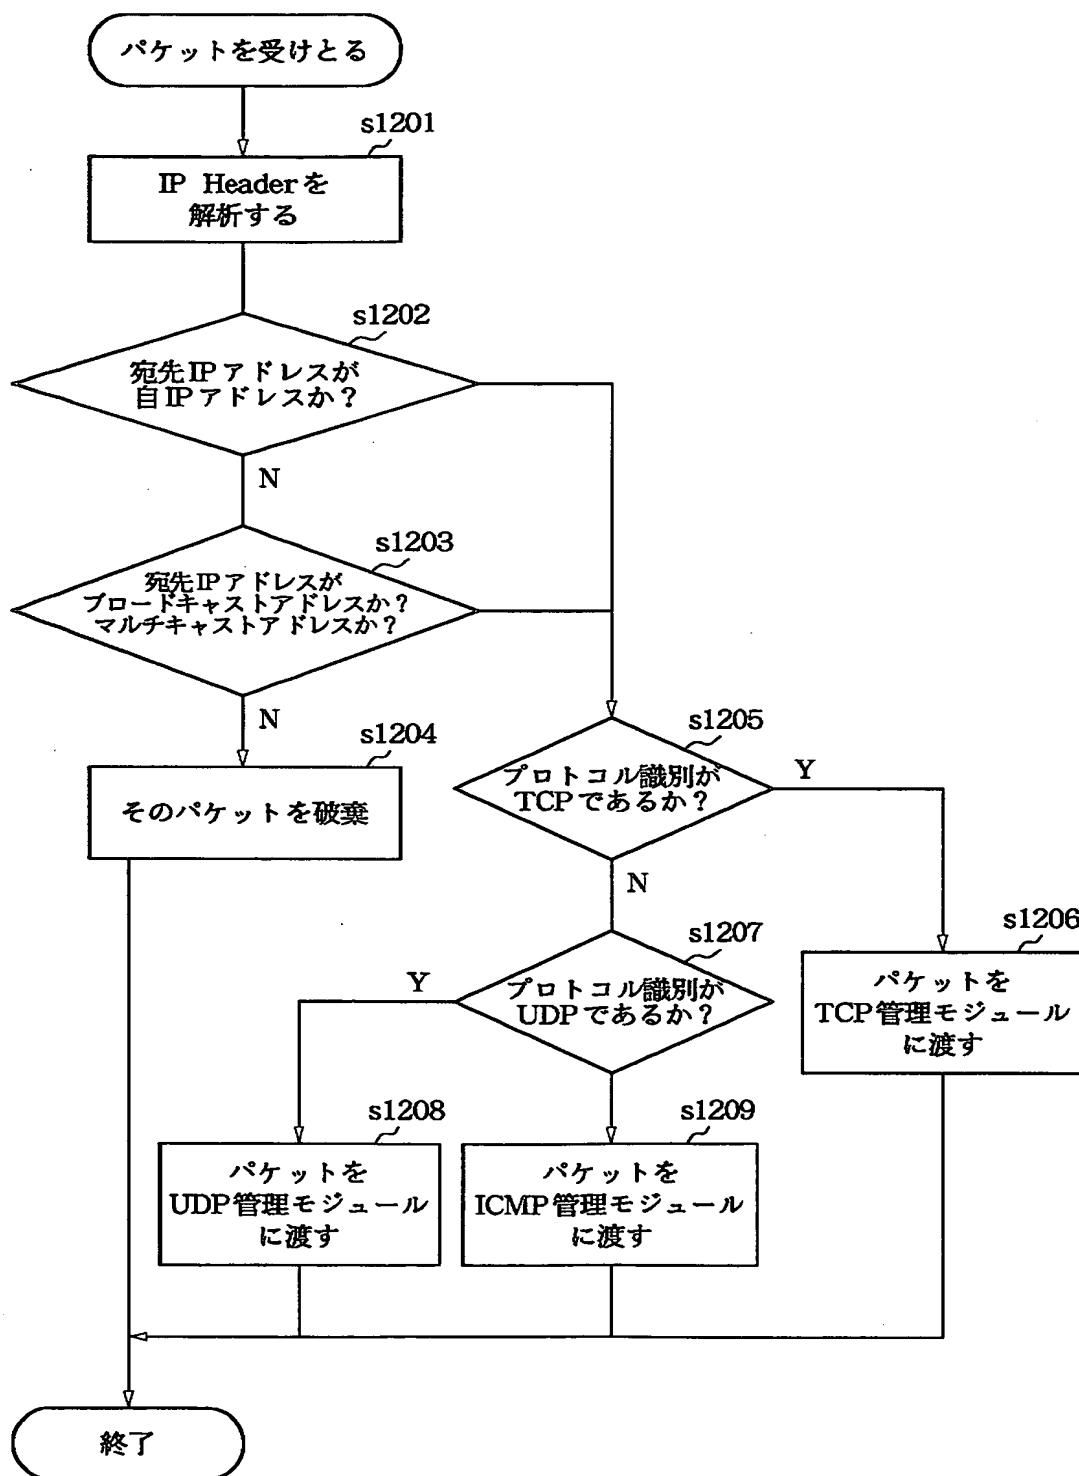 パケットを受けとる
s1201
IP Headerを
解析する
s1202
宛先IPアドレスが
自IPアドレスか?
N
s1203
宛先IPアドレスが
ブロードキャストアドレスか?
マルチキャストアドレスか?
N
s1204
そのパケットを破棄
s1205
プロトコル識別が
TCPであるか?
Y
N
s1206
パケットを
TCP管理モジュール
に渡す
s1207
プロトコル識別が
UDPであるか?
Y
s1208
パケットを
UDP管理モジュール
に渡す
s1209
パケットを
ICMP管理モジュール
に渡す
終了